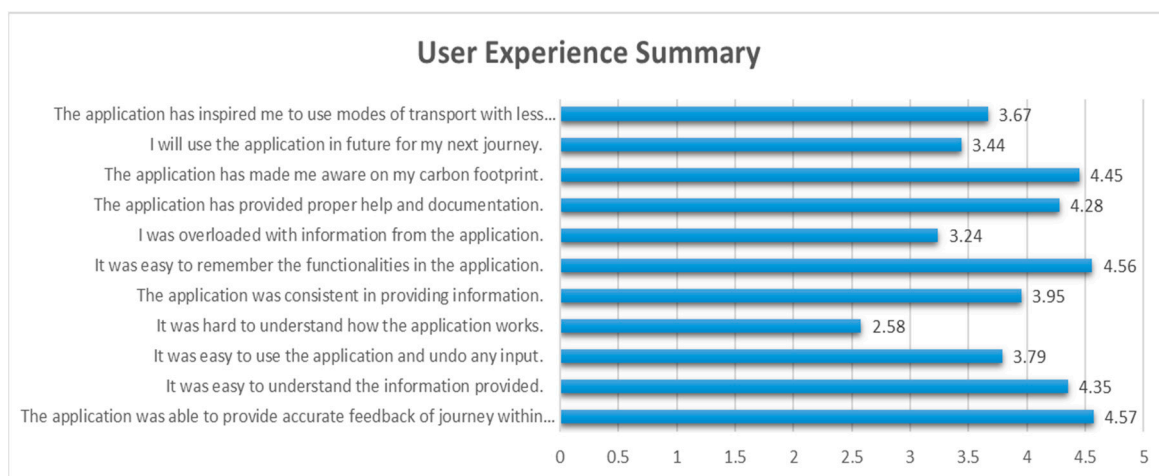 User Experience Summary
The application has inspired me to use modes of transport with less... 3.67
I will use the application in future for my next journey. 3.44
The application has made me aware on my carbon footprint. 4.45
The application has provided proper help and documentation. 4.28
I was overloaded with information from the application. 3.24
It was easy to remember the functionalities in the application. 4.56
The application was consistent in providing information. 3.95
It was hard to understand how the application works. 2.58
It was easy to use the application and undo any input. 3.79
It was easy to understand the information provided. 4.35
The application was able to provide accurate feedback of journey within... 4.57
0 0.5 1 1.5 2 2.5 3 3.5 4 4.5 5